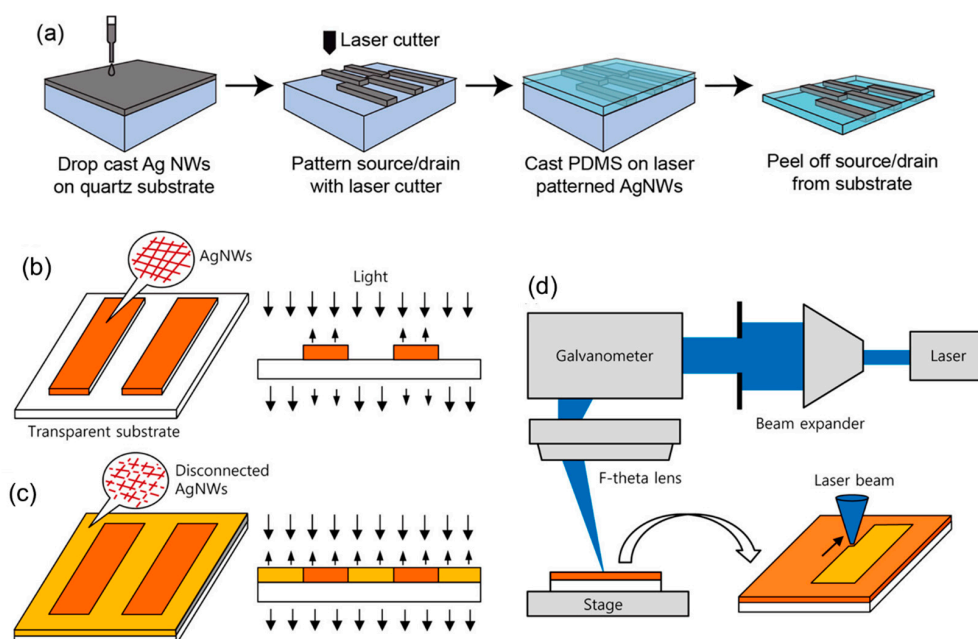 (a)
Laser cutter
Drop cast Ag NWs
on quartz substrate
Pattern source/drain
with laser cutter
Cast PDMS on laser
patterned AgNWs
Peel off source/drain
from substrate
(b)
AgNWs
Light
Transparent substrate
(c)
Disconnected
AgNWs
(d)
Galvanometer
Laser
Beam expander
F-theta lens
Laser beam
Stage